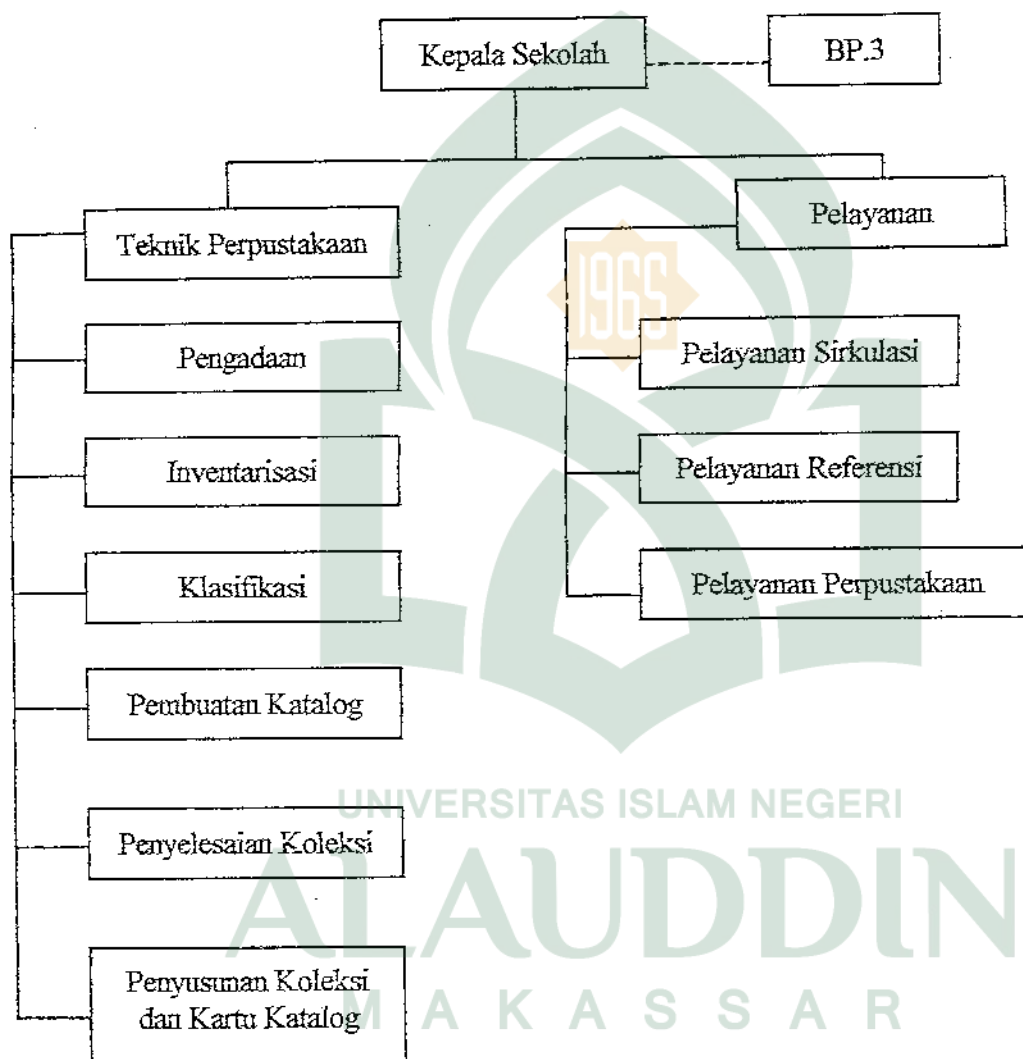 Kepala Sekolah
BP.3
Teknik Perpustakaan
Pelayanan
1965
Pengadaan
Pelayanan Sirkulasi
Inventarisasi
Pelayanan Referensi
Klasifikasi
Pelayanan Perpustakaan
Pembuatan Katalog
UNIVERSITAS ISLAM NEGERI
Penyelesaian Koleksi
ALAUDDIN
Penyusunan Koleksi
dan Kartu Katalog
MAKASSAR